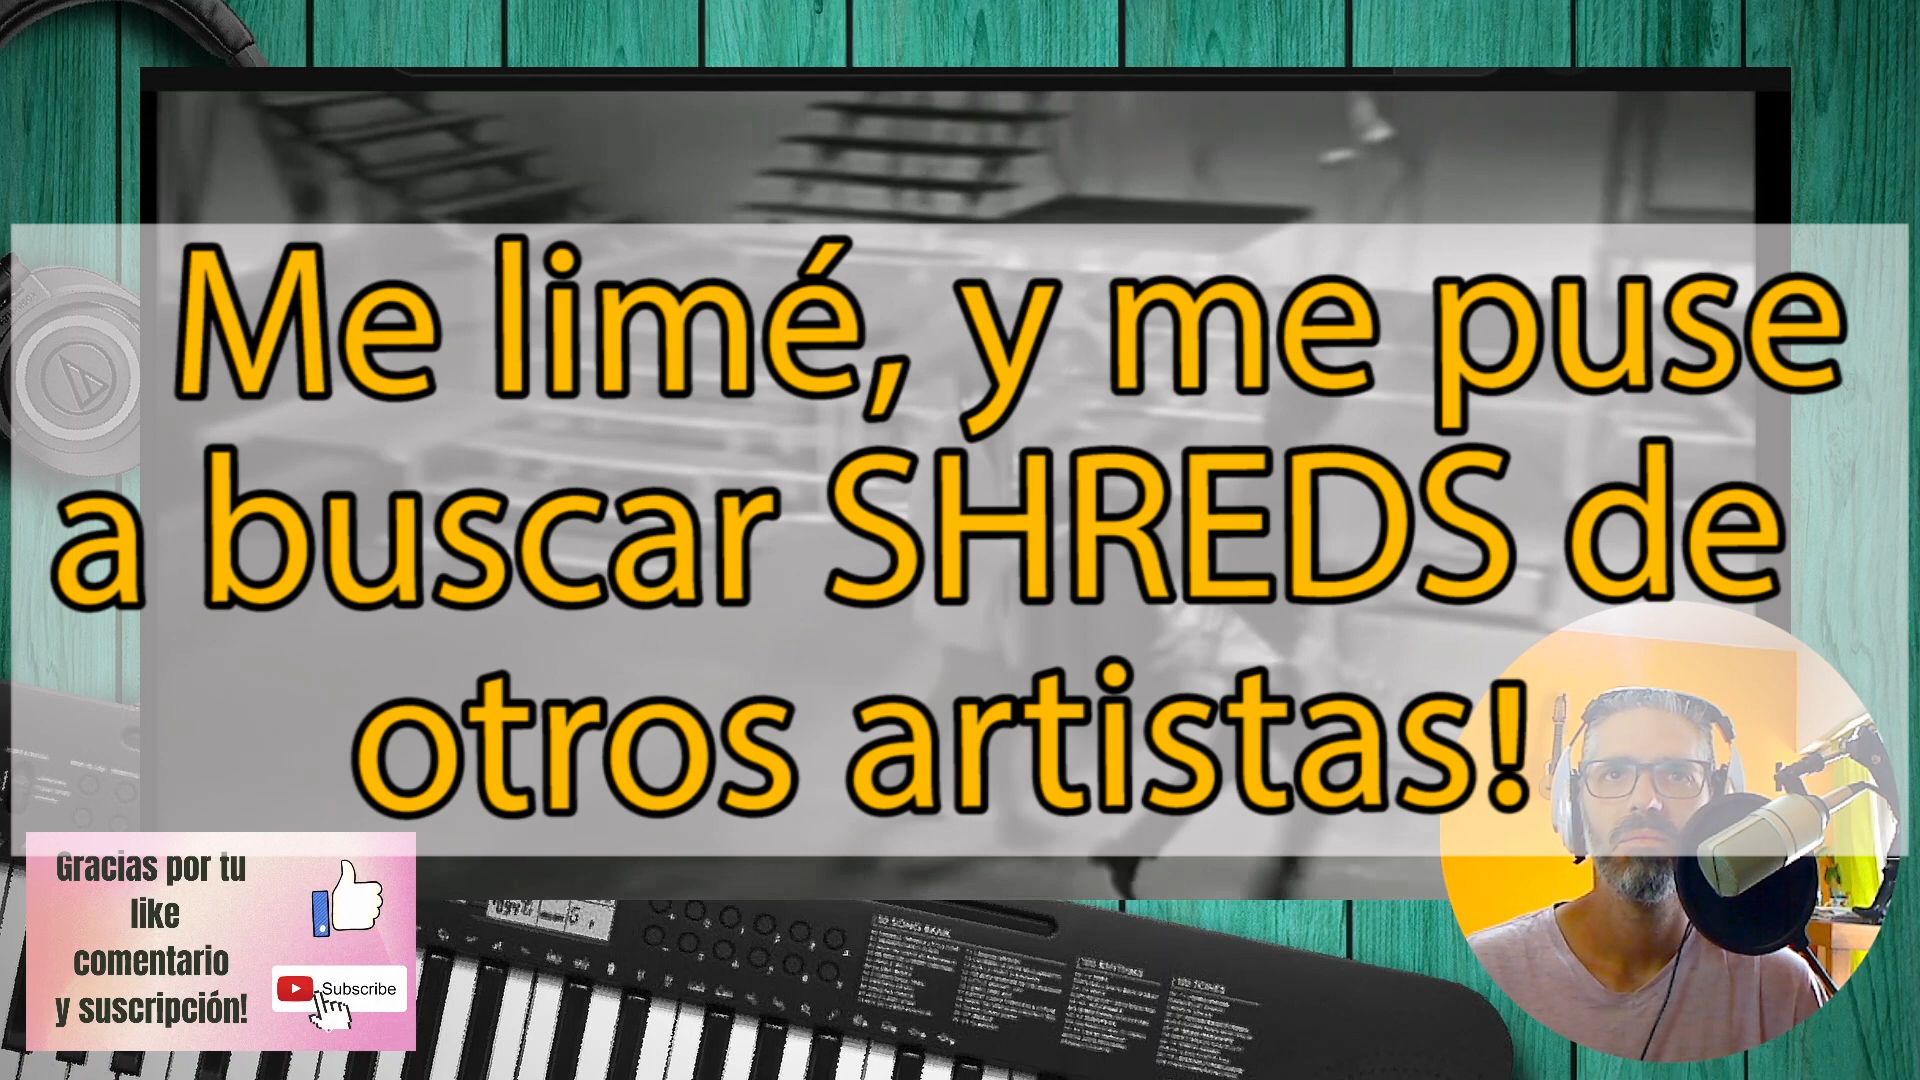 Me limé, y me puse
a buscar SHREDS de
otros artistas!
Gracias por tu
like
comentario
y suscripción!
Subscribe